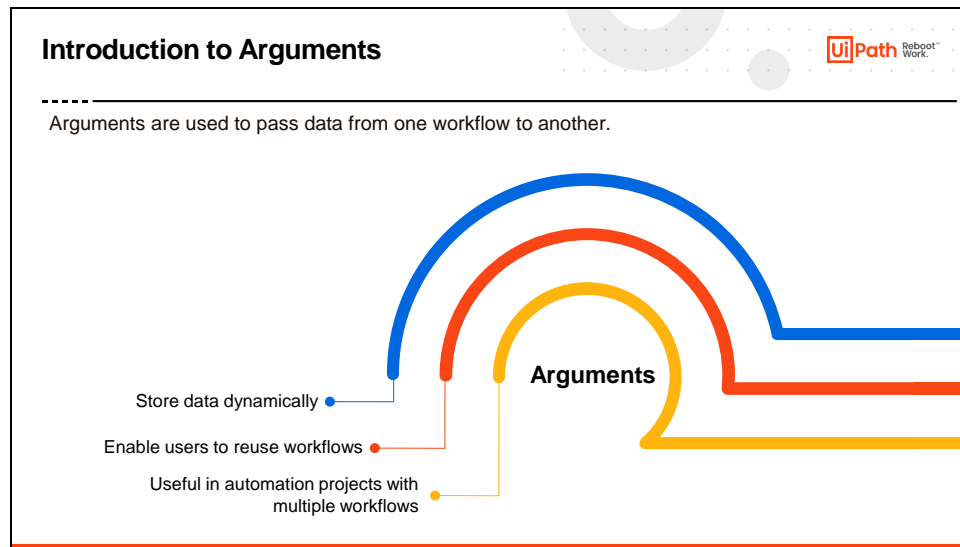 Introduction to Arguments
UiPath Reboot Work.™
Arguments are used to pass data from one workflow to another.
Arguments
Store data dynamically
Enable users to reuse workflows
Useful in automation projects with
multiple workflows